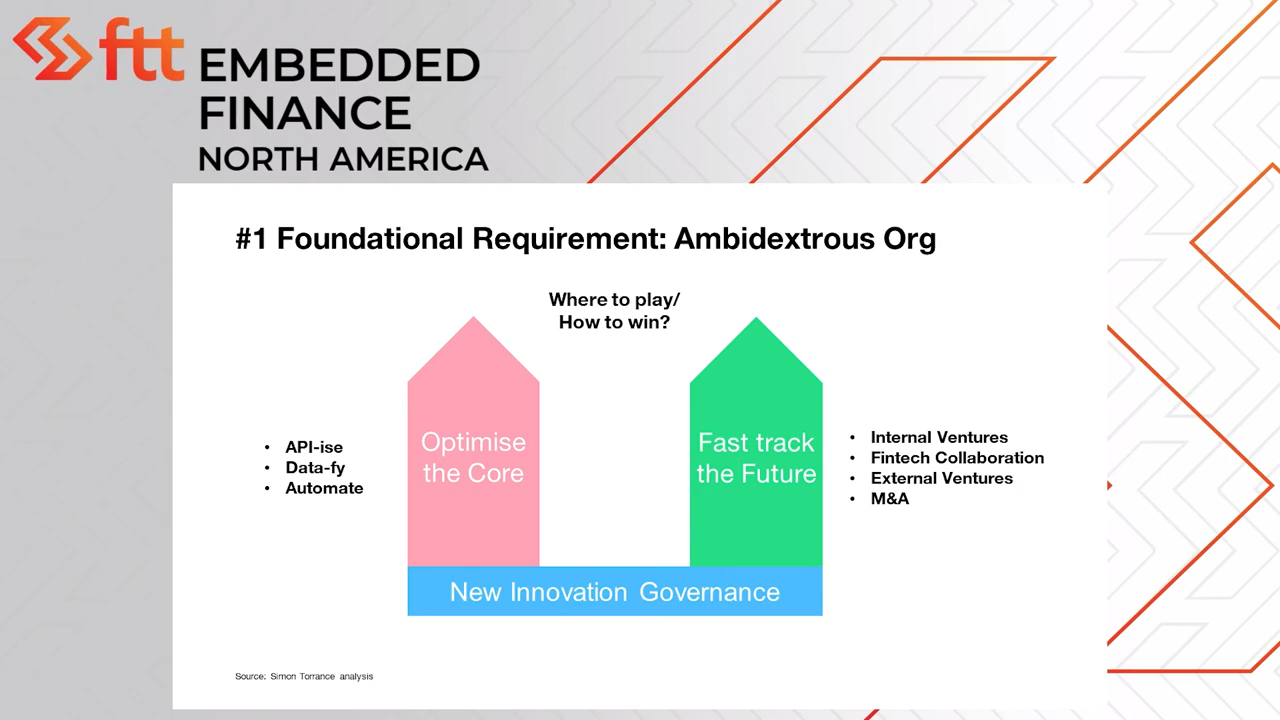 ftt EMBEDDED
FINANCE
NORTH AMERICA
#1 Foundational Requirement: Ambidextrous Org
Where to play/
How to win?
• API-ise
• Data-fy
• Automate
Optimise
the Core
Fast track
the Future
• Internal Ventures
• Fintech Collaboration
• External Ventures
• M&A
New Innovation Governance
Source: Simon Torrance analysis